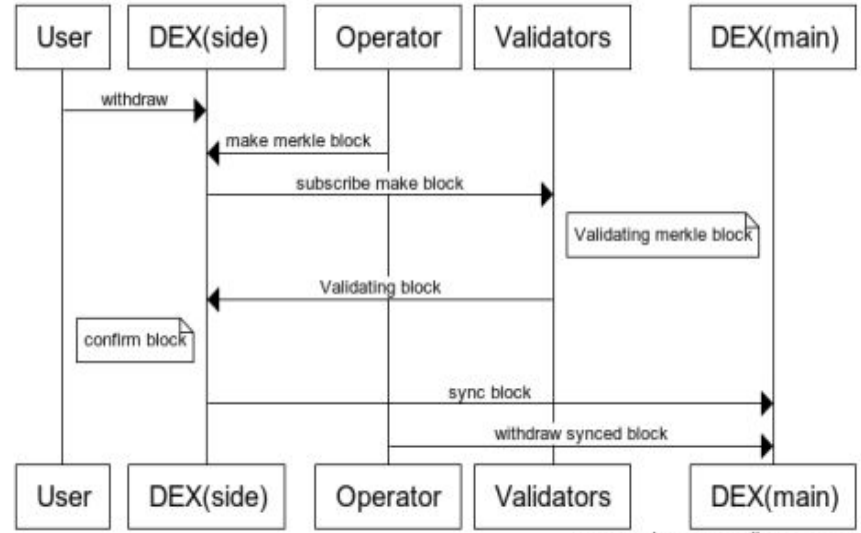 User DEX(side) Operator Validators DEX(main)
withdraw
make merkle block
subscribe make block
Validating merkle block
Validating block
confirm block
sync block
withdraw synced block
User DEX(side) Operator Validators DEX(main)